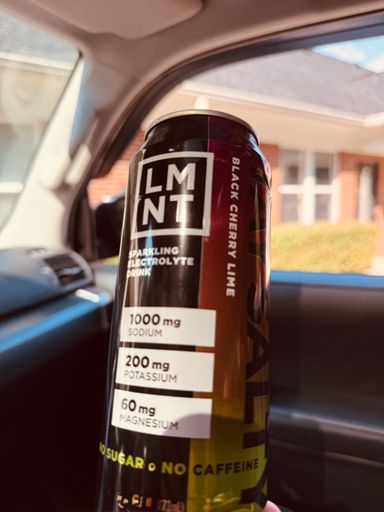 LM
NT
BLACK CHERRY LIME
SPARKLING
ELECTROLYTE
DRINK
1000 mg
SODIUM
200 mg
POTASSIUM
60 mg
MAGNESIUM
NO SUGAR o NO CAFFEINE
SALTY